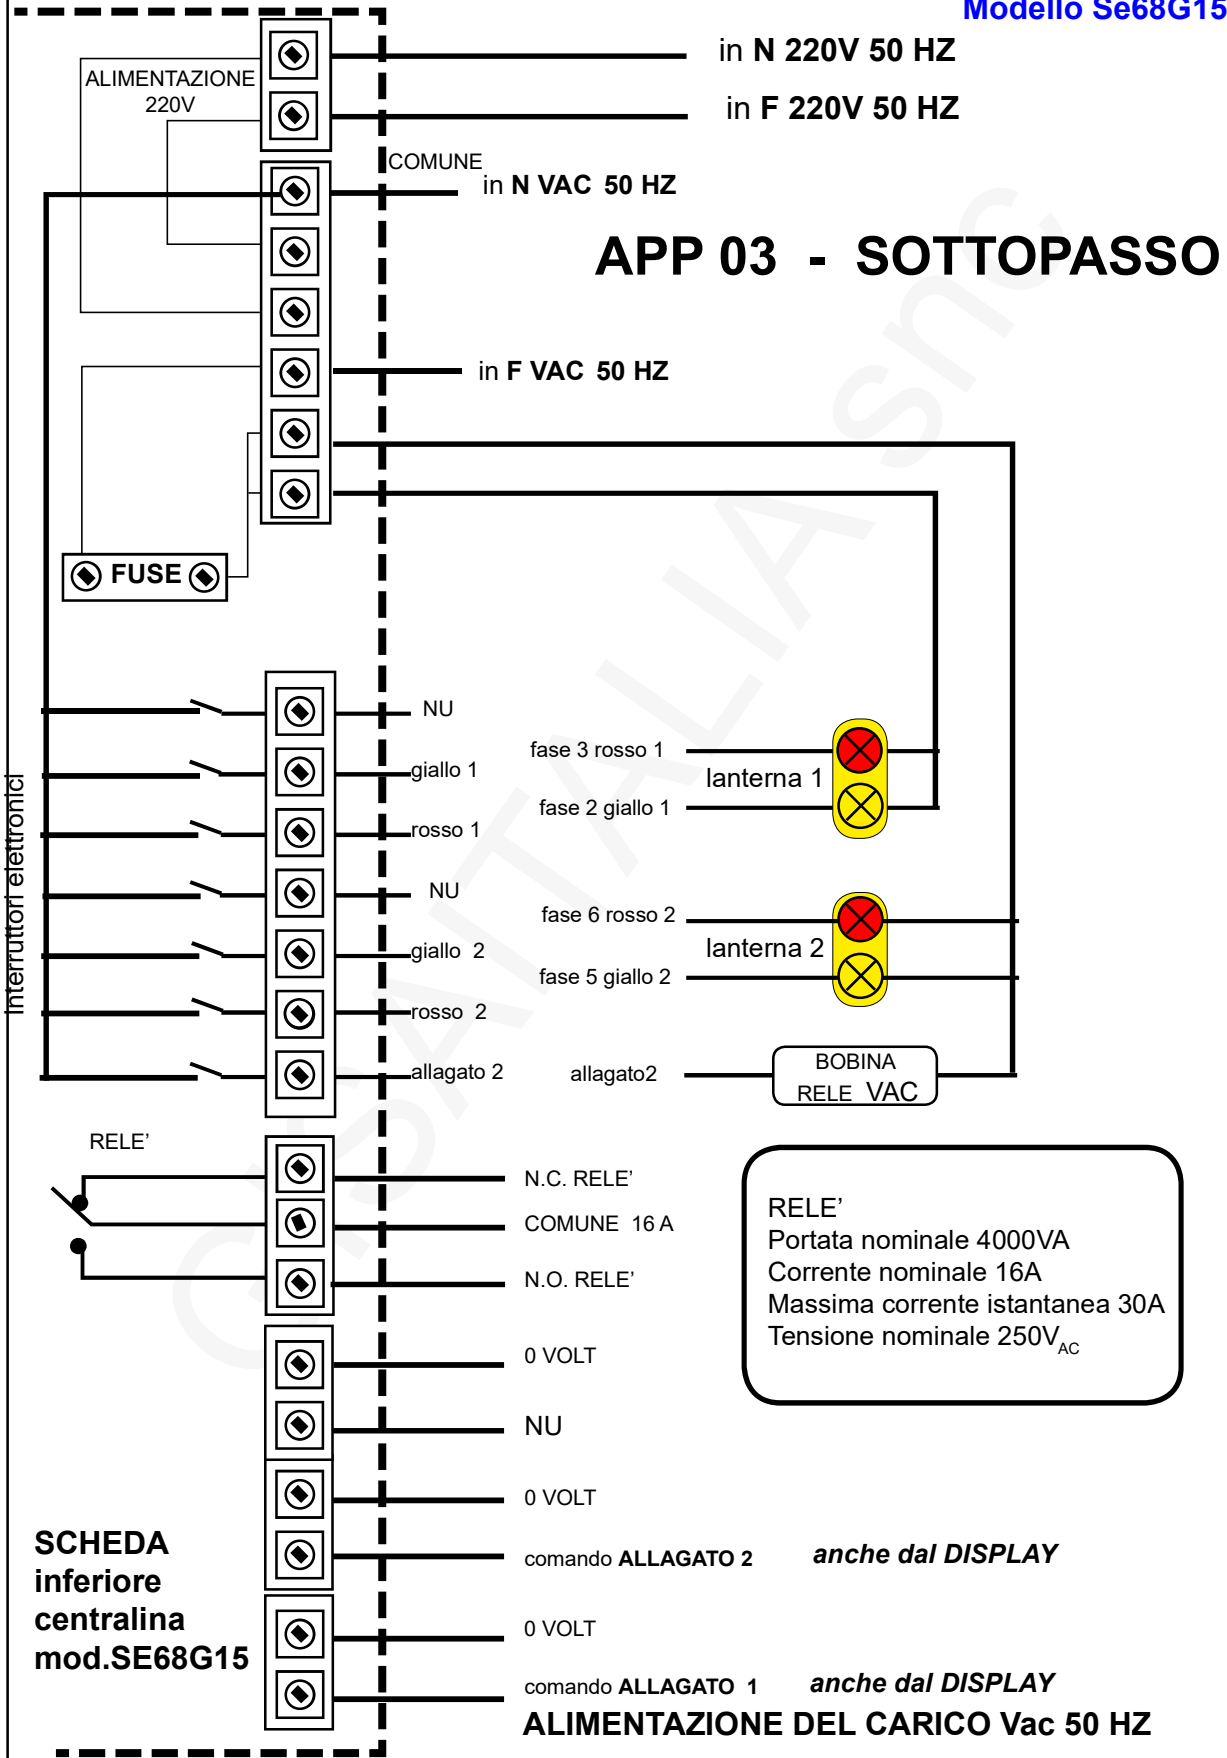 Modello Se68G15
in N 220V 50 HZ
ALIMENTAZIONE
220V
in F 220V 50 HZ
COMUNE
in N VAC 50 HZ
APP 03 - SOTTOPASSO
in F VAC 50 HZ
FUSE
Interruttori elettronici
NU
giallo 1
rosso 1
NU
giallo 2
rosso 2
allagato 2
fase 3 rosso 1
lanterna 1
fase 2 giallo 1
fase 6 rosso 2
lanterna 2
fase 5 giallo 2
allagato2
BOBINA
RELE VAC
RELE’
N.C. RELE’
COMUNE 16 A
N.O. RELE’
RELE’
Portata nominale 4000VA
Corrente nominale 16A
Massima corrente istantanea 30A
Tensione nominale 250VAC
0 VOLT
NU
0 VOLT
comando ALLAGATO 2 anche dal DISPLAY
0 VOLT
comando ALLAGATO 1 anche dal DISPLAY
SCHEDA
inferiore
centralina
mod.SE68G15
ALIMENTAZIONE DEL CARICO Vac 50 HZ